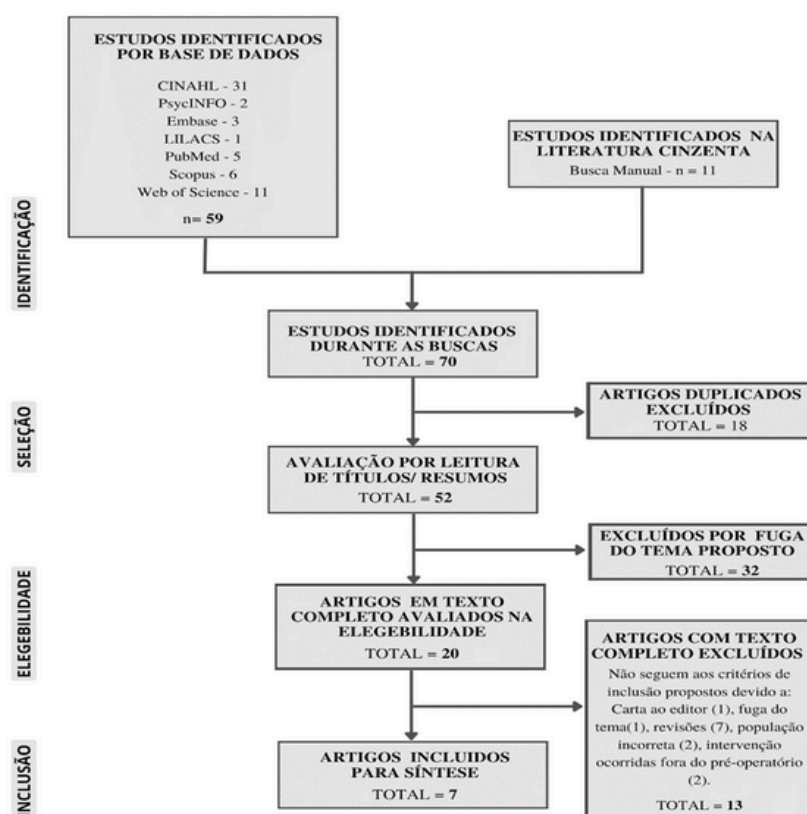 ESTUDOS IDENTIFICADOS
POR BASE DE DADOS
CINAHL - 31
PsycINFO - 2
Embase - 3
LILACS - 1
PubMed - 5
Scopus - 6
Web of Science - 11
n= 59
ESTUDOS IDENTIFICADOS NA
LITERATURA CINZENTA
Busca Manual - n = 11
IDENTIFICAÇÃO
ESTUDOS IDENTIFICADOS
DURANTE AS BUSCAS
TOTAL = 70
SELEÇÃO
ARTIGOS DUPLICADOS
EXCLUÍDOS
TOTAL = 18
AVALIAÇÃO POR LEITURA
DE TÍTULOS/ RESUMOS
TOTAL = 52
EXCLUÍDOS POR FUGA
DO TEMA PROPOSTO
TOTAL = 32
ELEGEBILIDADE
ARTIGOS EM TEXTO
COMPLETO AVALIADOS NA
ELEGEBILIDADE
TOTAL = 20
ARTIGOS COM TEXTO
COMPLETO EXCLUÍDOS
Não seguem aos critérios de
inclusão propostos devido a:
Carta ao editor (1), fuga do
tema(1), revisões (7), população
incorreta (2), intervenção
ocorridas fora do pré-operatório
(2).
TOTAL = 13
INCLUSÃO
ARTIGOS INCLUIDOS
PARA SÍNTESE
TOTAL = 7